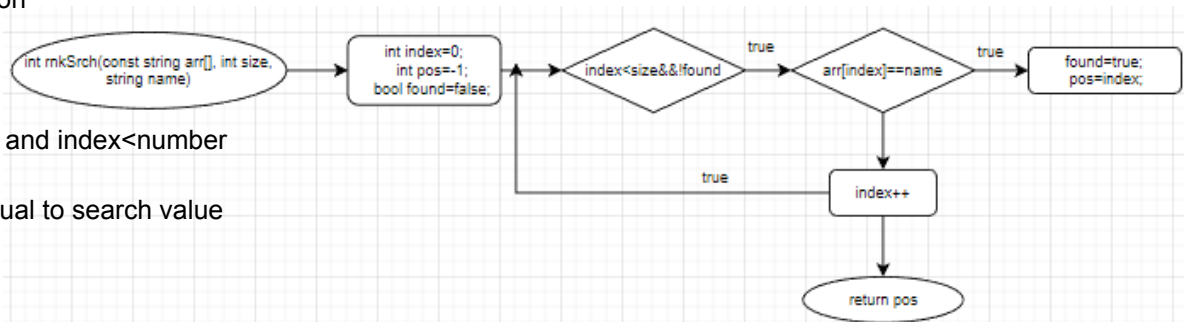 on
int rnkSrch(const string arr[], int size,
string name)
int index=0;
int pos=-1;
bool found=false;
index<size&&!found
true
arr[index]==name
true
found=true;
pos=index;
and index<number
true
index++
ual to search value
return pos